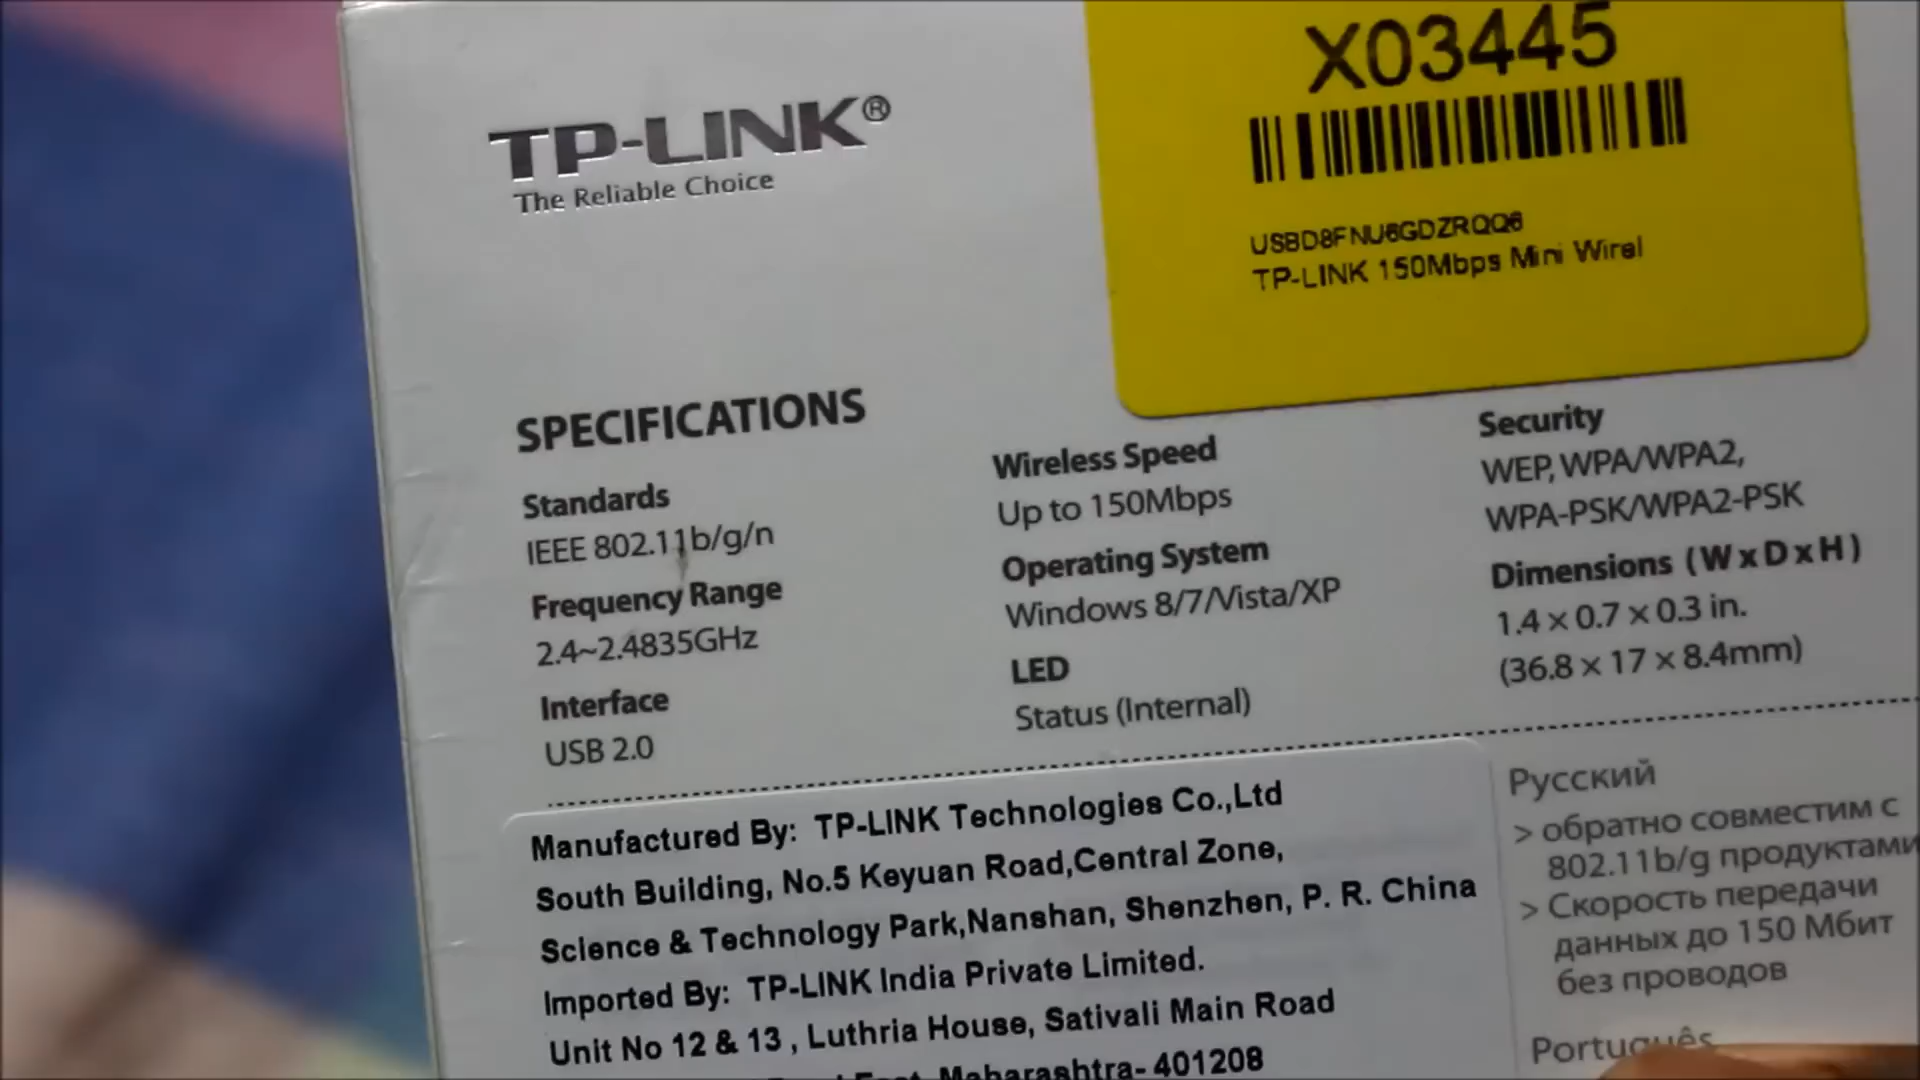 TP-LINK®
The Reliable Choice
X03445
USBD8FNU6GDZRQQ6
TP-LINK 150Mbps Mini Wirel
SPECIFICATIONS
Standards
IEEE 802.11b/g/n
Frequency Range
2.4~2.4835GHz
Interface
USB 2.0
Wireless Speed
Up to 150Mbps
Operating System
Windows 8/7/Vista/XP
LED
Status (Internal)
Security
WEP, WPA/WPA2,
WPA-PSK/WPA2-PSK
Dimensions (W x D x H)
1.4 × 0.7 × 0.3 in.
(36.8 × 17 × 8.4mm)
Manufactured By: TP-LINK Technologies Co.,Ltd
South Building, No.5 Keyuan Road,Central Zone,
Science & Technology Park,Nanshan, Shenzhen, P. R. China
Imported By: TP-LINK India Private Limited.
Unit No 12 & 13 , Luthria House, Sativali Main Road
East, Maharashtra- 401208
Русский
> обратно совместим с
802.11b/g продуктами
> Скорость передачи
данных до 150 Мбит
без проводов
Português